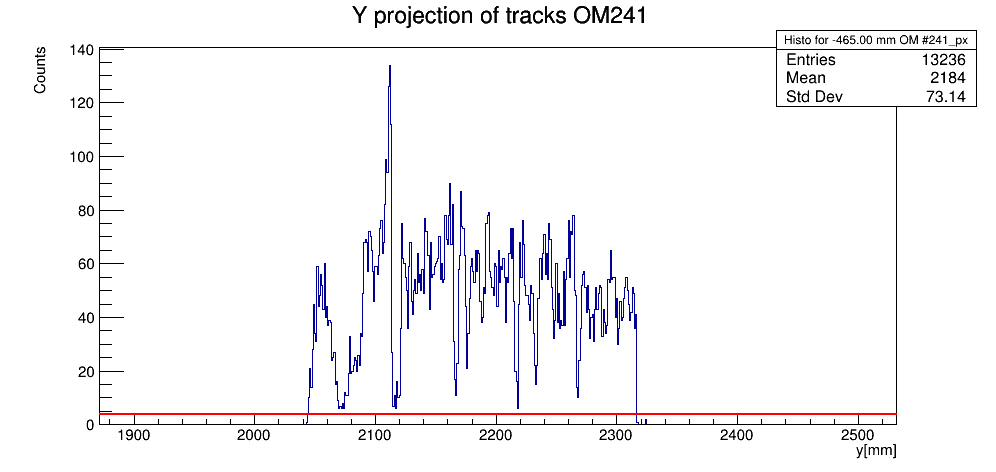 Y projection of tracks OM241
Histo for -465.00 mm OM #241_px
Entries 13236
Mean 2184
Std Dev 73.14
Counts
140
120
100
80
60
40
20
0
1900 2000 2100 2200 2300 2400 2500
y[mm]